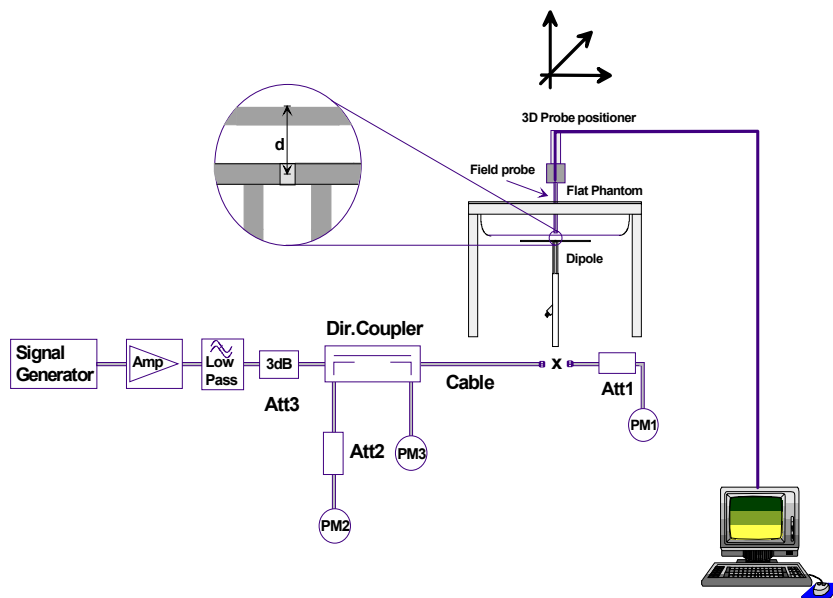 3D Probe positioner
d
Field probe
Flat Phantom
Dipole
Dir.Coupler
Signal
Generator
Amp
Low
Pass
3dB
Cable
x
Att1
Att3
PM1
Att2
PM3
PM2